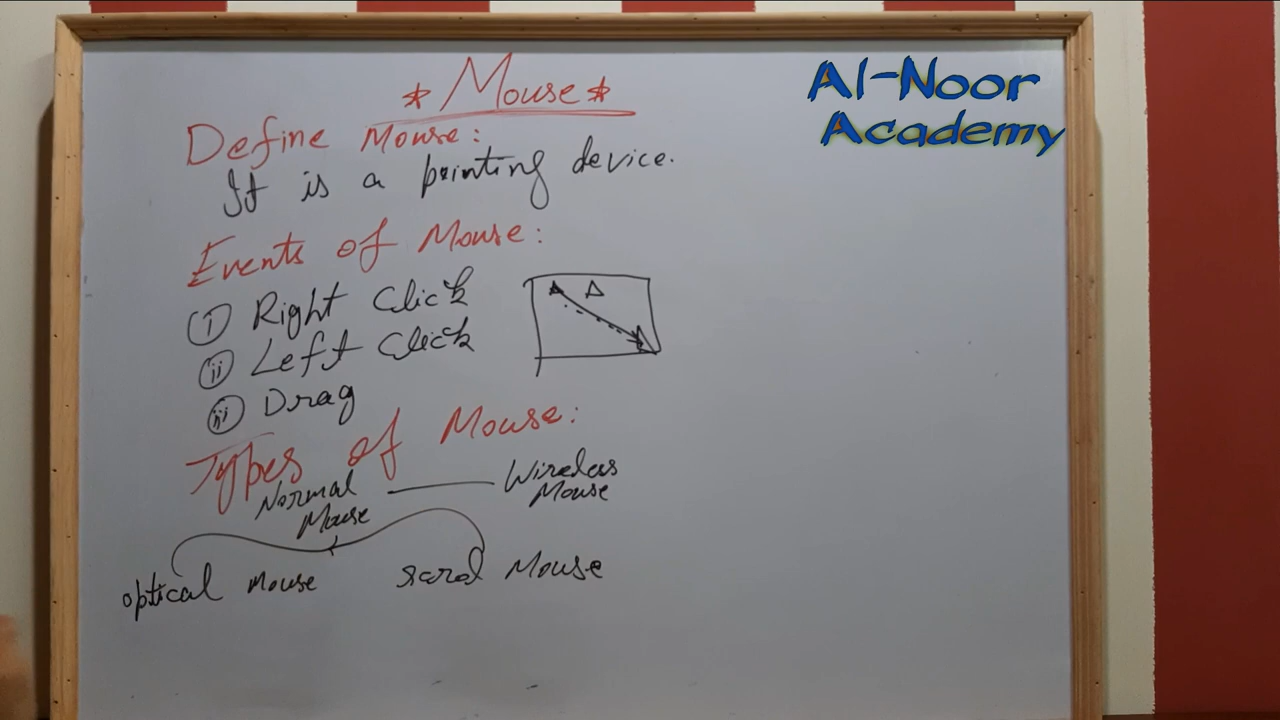 * Mouse *
Al-Noor
Academy
Define Mouse:
It is a pointing device.
Events of Mouse:
(i) Right Click
(ii) Left Click
(iii) Drag
Types of Mouse:
Normal
Mouse
Wireless
Mouse
optical Mouse
Mouse